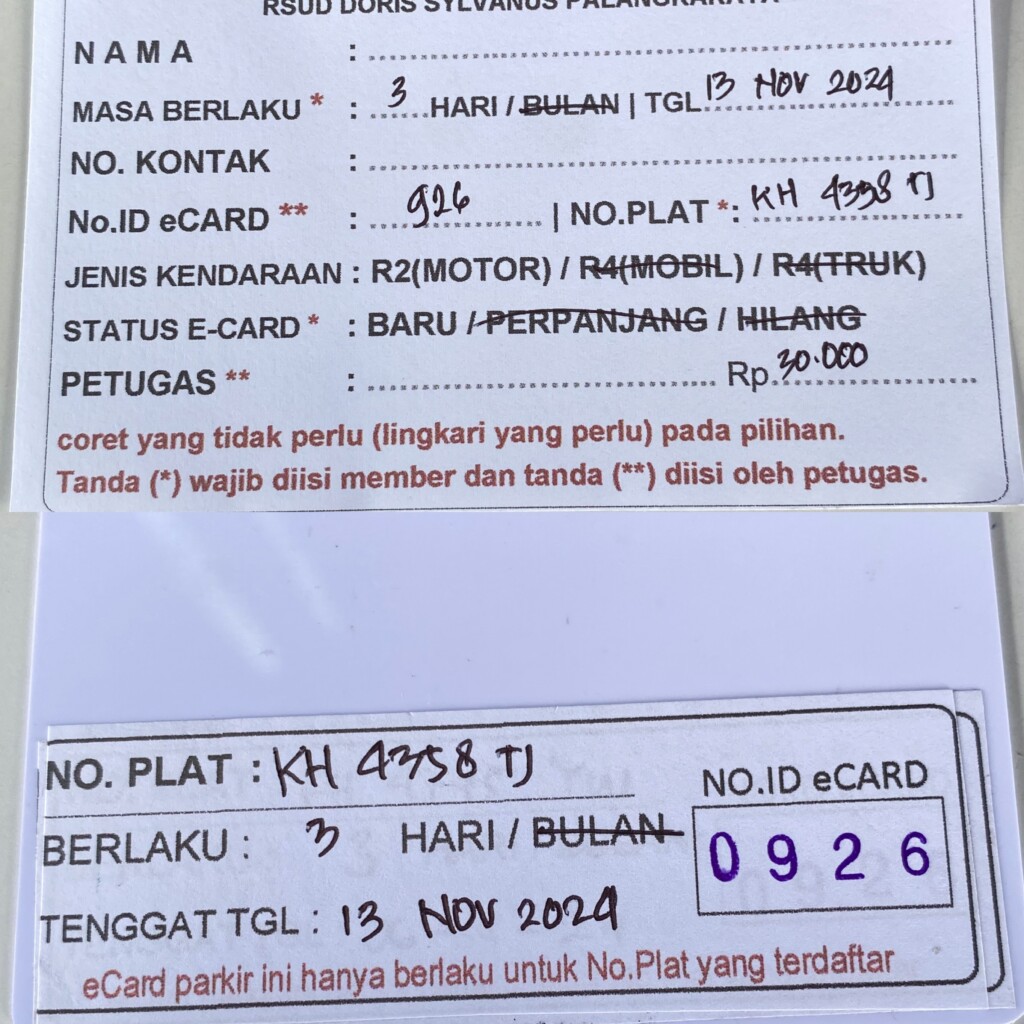 RSUD DORIS SYLVANUS PALANGKARAYA
N A M A :
MASA BERLAKU * : 3 HARI / BULAN | TGL 13 NOV 2024
NO. KONTAK :
No.ID eCARD ** : 926 | NO.PLAT *: KH 4358 TJ
JENIS KENDARAAN : R2(MOTOR) / R4(MOBIL) / R4(TRUK)
STATUS E-CARD * : BARU / PERPANJANG / HILANG
PETUGAS ** : Rp. 30.000
coret yang tidak perlu (lingkari yang perlu) pada pilihan.
Tanda (*) wajib diisi member dan tanda (**) diisi oleh petugas.
NO. PLAT : KH 4358 TJ
NO.ID eCARD
BERLAKU : 3 HARI / BULAN
0926
TENGGAT TGL : 13 NOV 2024
eCard parkir ini hanya berlaku untuk No.Plat yang terdaftar